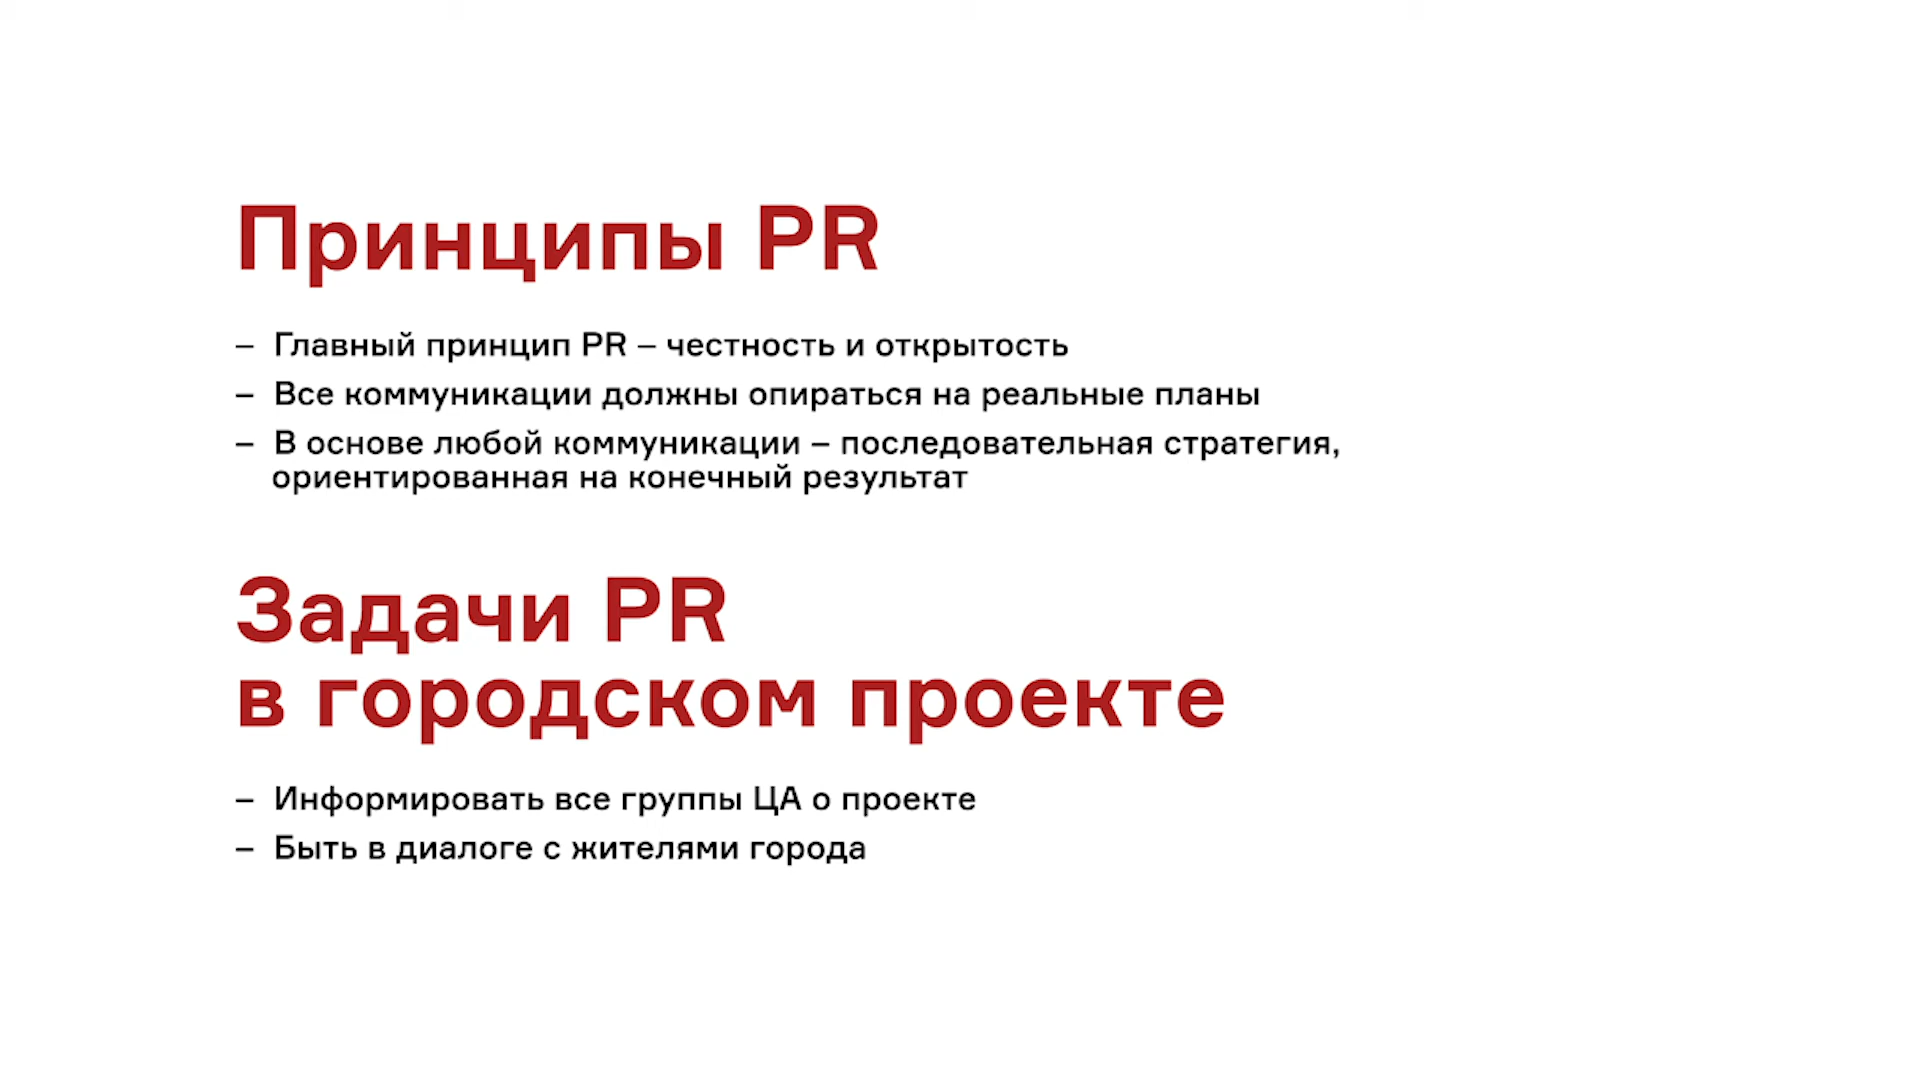 Принципы PR
– Главный принцип PR – честность и открытость
– Все коммуникации должны опираться на реальные планы
– В основе любой коммуникации – последовательная стратегия,
ориентированная на конечный результат
Задачи PR
в городском проекте
– Информировать все группы ЦА о проекте
– Быть в диалоге с жителями города